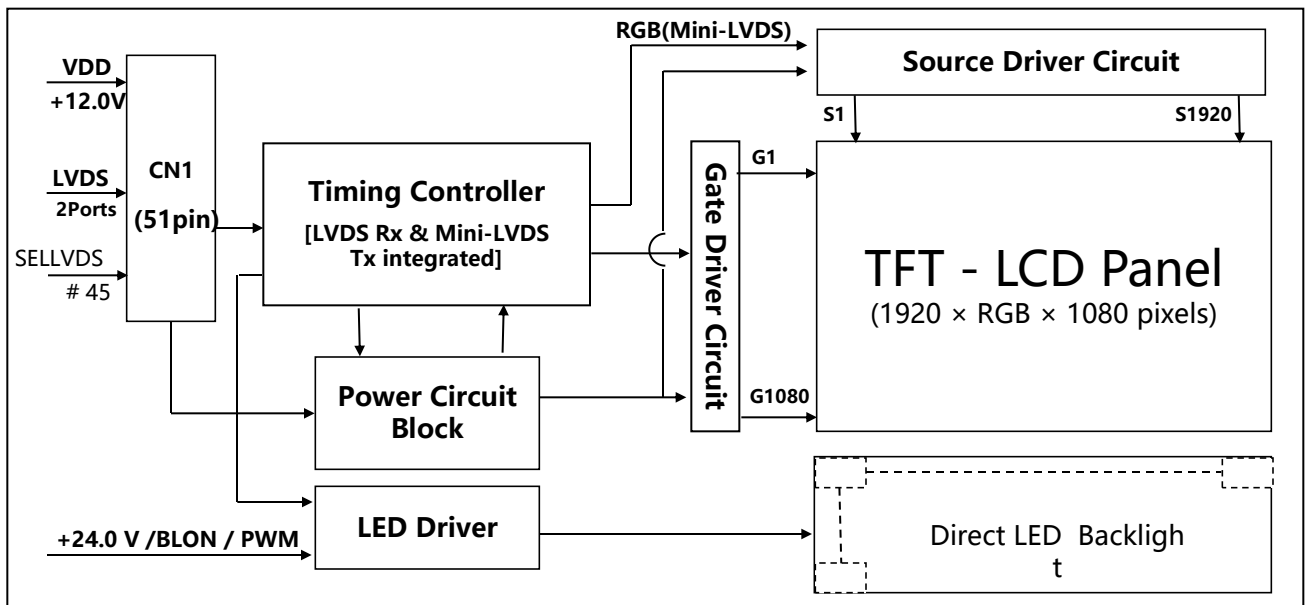 RGB(Mini-LVDS)
Source Driver Circuit
S1
S1920
VDD
+12.0V
LVDS
2Ports
SELLVDS
# 45
CN1
(51pin)
Timing Controller
[LVDS Rx & Mini-LVDS
Tx integrated]
Gate Driver Circuit
G1
G1080
TFT - LCD Panel
(1920 × RGB × 1080 pixels)
Power Circuit
Block
LED Driver
+24.0 V /BLON / PWM
Direct LED Backligh
t